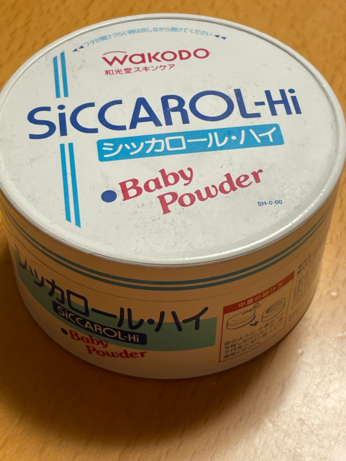 wakodo
和光堂スキンケア
SiCCAROL-Hi
シッカロール・ハイ
Baby
Powder
SH-0-00
シッカロール・ハイ
SiCCAROL-Hi
Baby
Powder